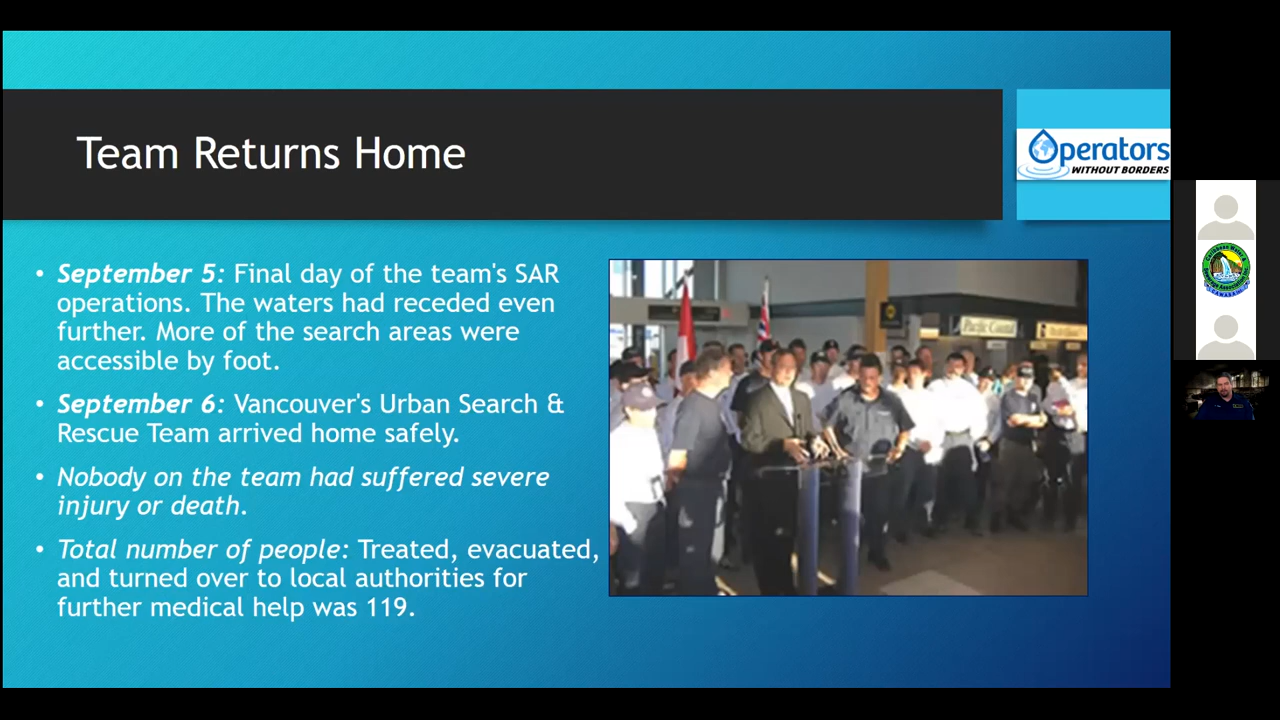 Team Returns Home
Operators
WITHOUT BORDERS
• September 5: Final day of the team's SAR
operations. The waters had receded even
further. More of the search areas were
accessible by foot.
• September 6: Vancouver's Urban Search &
Rescue Team arrived home safely.
• Nobody on the team had suffered severe
injury or death.
• Total number of people: Treated, evacuated,
and turned over to local authorities for
further medical help was 119.
Pacific Coastal